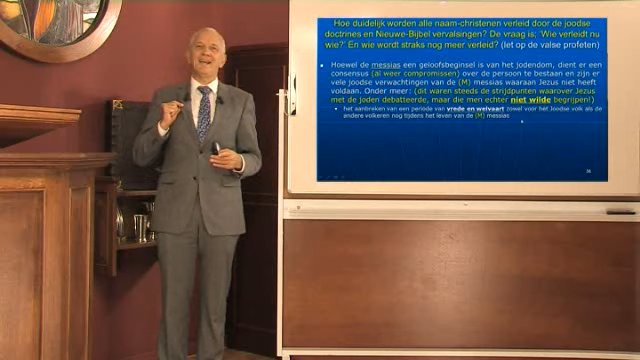 Hoe duidelijk worden alle naam-christenen verleid door de joodse
doctrines en Nieuwe-Bijbel vervalsingen? De vraag is; 'Wie verleidt nu
wie?' En wie wordt straks nog meer verleid? (let op de valse profeten)
Hoewel de messias een geloofsbeginsel is van het jodendom, dient er een
consensus (al weer compromissen) over de persoon te bestaan en zijn er
vele joodse verwachtingen van de (M) messias waaraan Jezus niet heeft
voldaan. Onder meer: (dit waren steeds de strijdpunten waarover Jezus
met de joden debatteerde, maar die men echter niet wilde begrijpen!)
het aanbreken van een periode van vrede en welvaart zowel voor het Joodse volk als de
andere volkeren nog tijdens het leven van de (M) messias